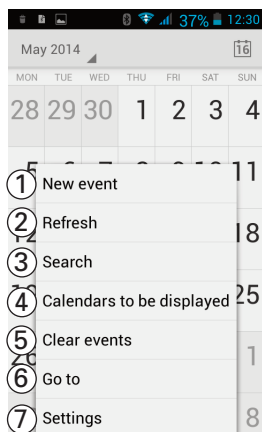 37% 12:30
May 2014 16
MON TUE WED THU FRI SAT SUN
28 29 30 1 2 3 4
11
1 New event
2 Refresh
18
3 Search
4 Calendars to be displayed 25
5 Clear events
1
6 Go to
7 Settings 8